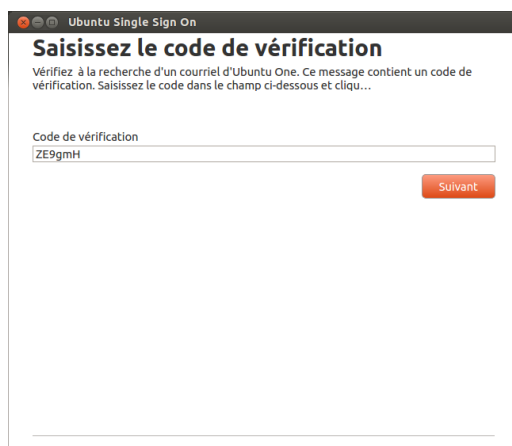 Ubuntu Single Sign On
Saisissez le code de vérification
Vérifiez à la recherche d'un courriel d'Ubuntu One. Ce message contient un code de
vérification. Saisissez le code dans le champ ci-dessous et cliqu…
Code de vérification
ZE9gmH
Suivant